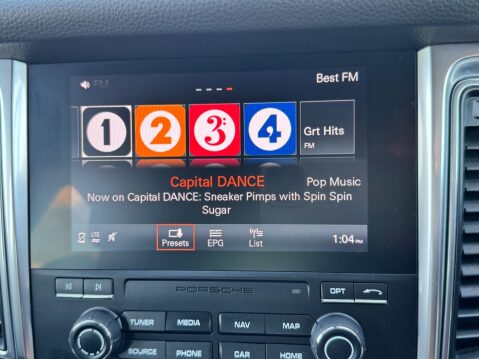 FM
Best FM
1
2
3:
4
Grt Hits
FM
Capital DANCE
Pop Music
Now on Capital DANCE: Sneaker Pimps with Spin Spin
Sugar
LTE
Presets
EPG
List
1:04 PM
PORSCHE
OPT
TUNER
MEDIA
NAV
MAP
SOURCE
PHONE
CAR
HOME